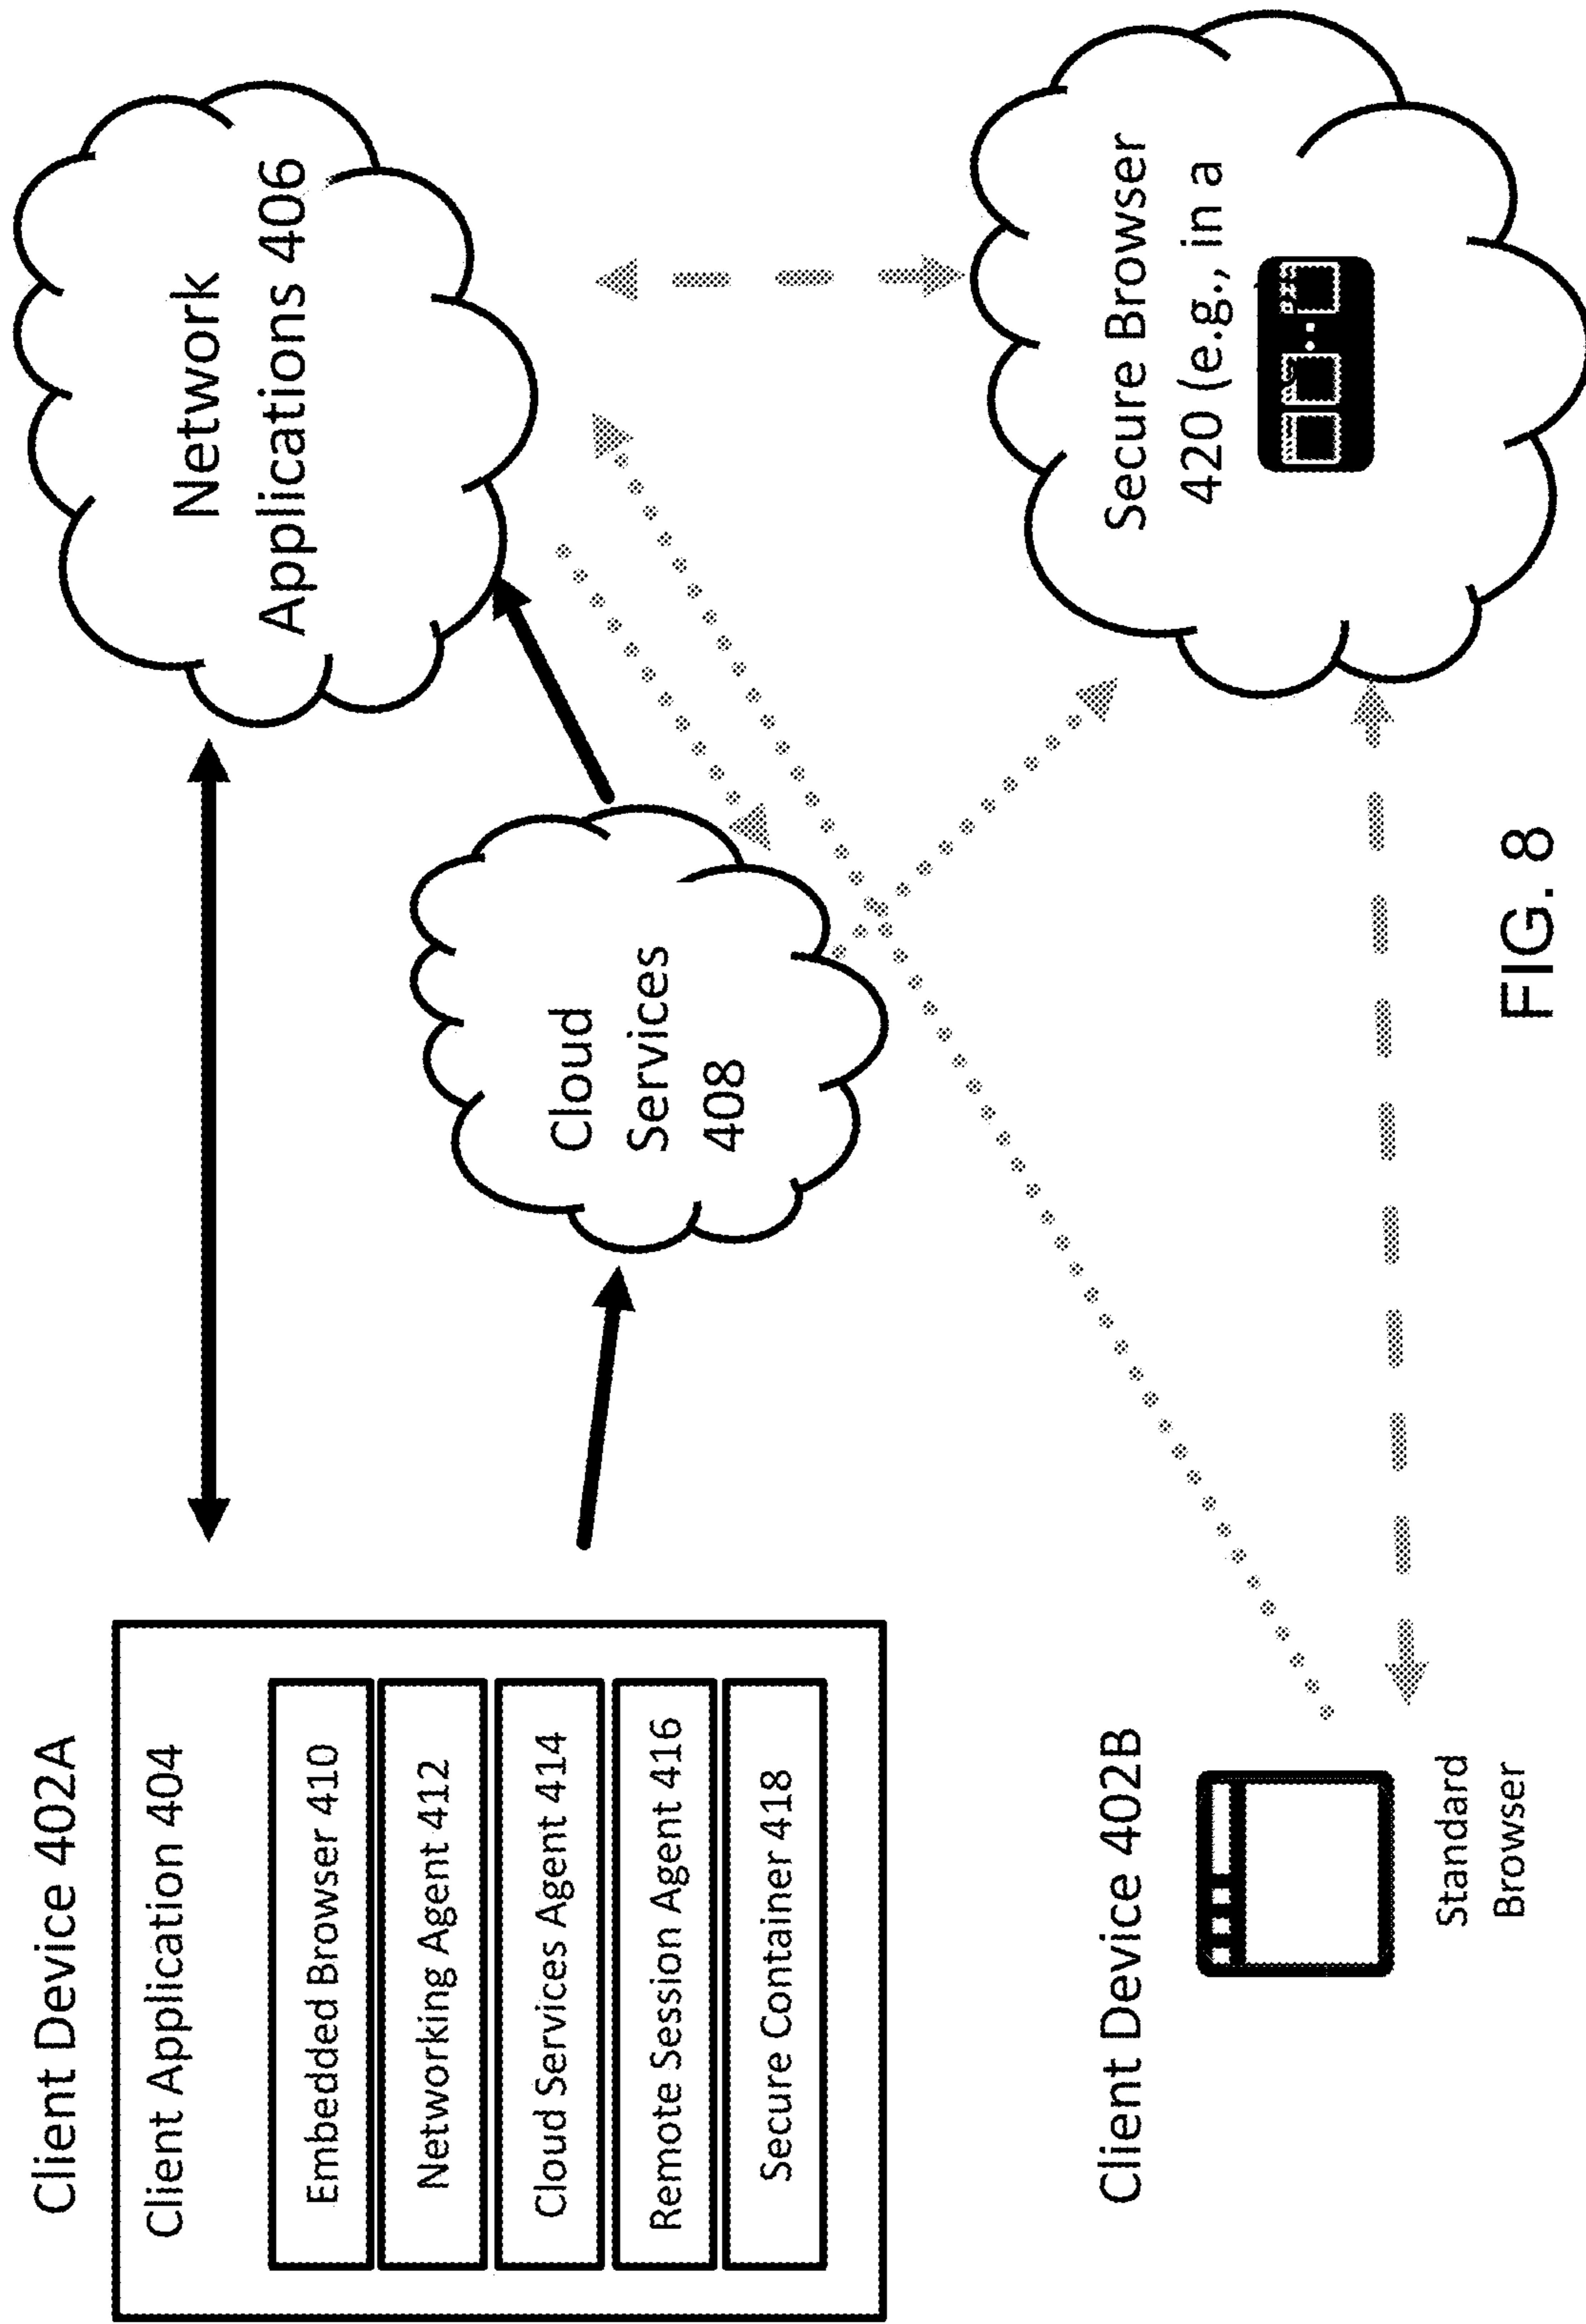 Client Device 402A
Client Application 404
Embedded Browser 410
Networking Agent 412
Cloud Services Agent 414
Remote Session Agent 416
Secure Container 418
Network
Applications 406
Cloud
Services
408
Client Device 402B
Standard
Browser
Secure Browser
420 (e.g., in a
FIG. 8